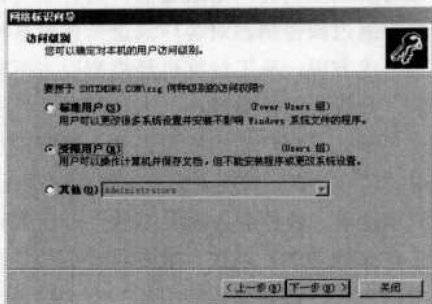 网络标识向导
访问级别
您可以确定对本机的用户访问级别。
要授予 SHIXMDNG.COM\zzg 何种级别的访问权限?
标准用户(S) (Power Users 组)
用户可以更改很多系统设置并安装不影响 Windows 系统文件的程序。
受限用户(R) (Users 组)
用户可以操作计算机并保存文档，但不能安装程序或更改系统设置。
其他(O) Administrators
<上一步(B) 下一步(N)> 关闭